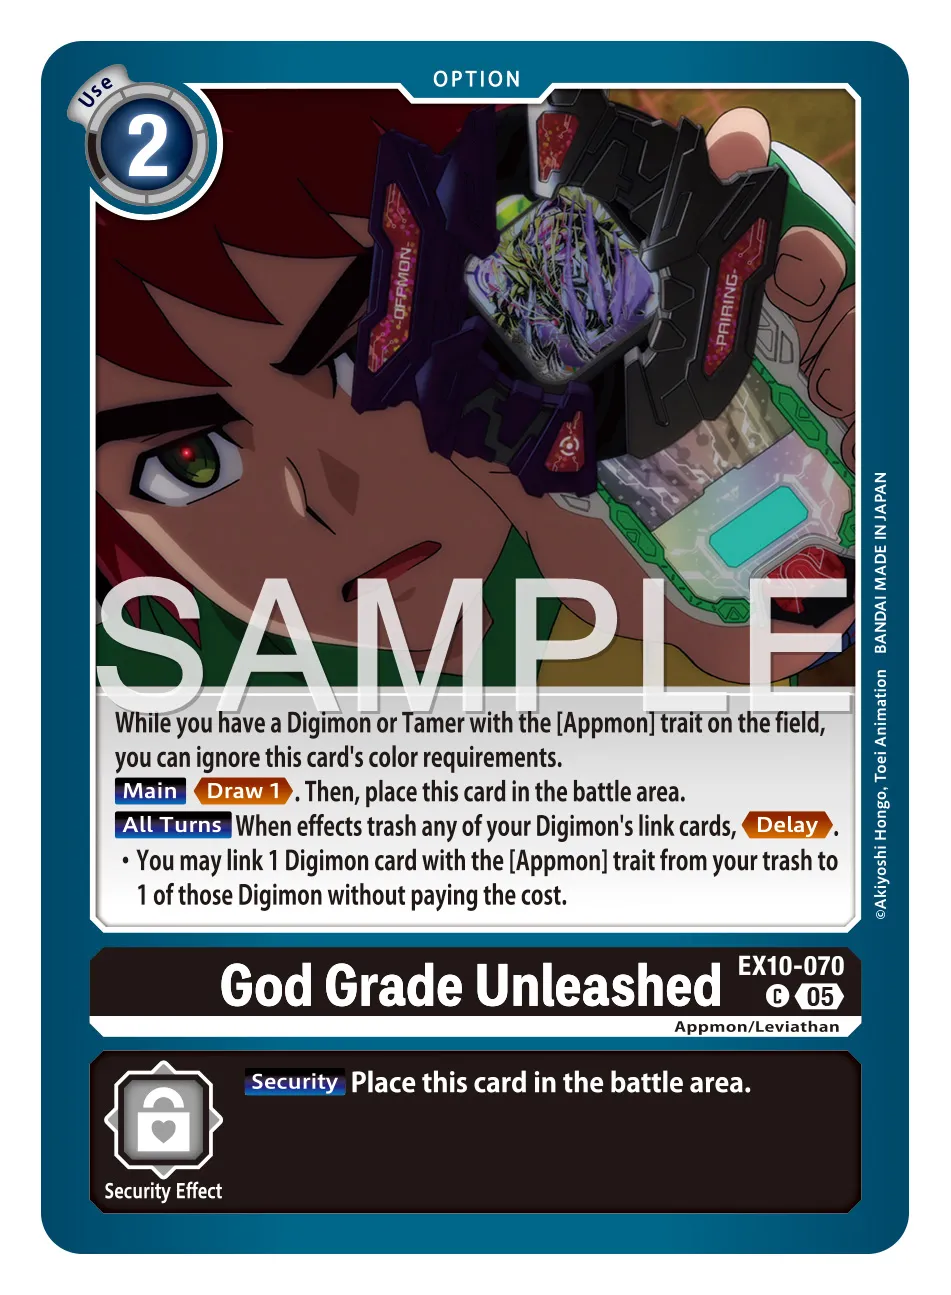 OPTION
Use
2
-OFFMON-
-PAIRING-
SAMPLE
While you have a Digimon or Tamer with the [Appmon] trait on the field,
you can ignore this card's color requirements.
Main Draw 1. Then, place this card in the battle area.
All Turns When effects trash any of your Digimon's link cards, Delay.
・You may link 1 Digimon card with the [Appmon] trait from your trash to
1 of those Digimon without paying the cost.
©Akiyoshi Hongo, Toei Animation BANDAI MADE IN JAPAN
God Grade Unleashed
EX10-070
C 05
Appmon/Leviathan
Security Place this card in the battle area.
Security Effect